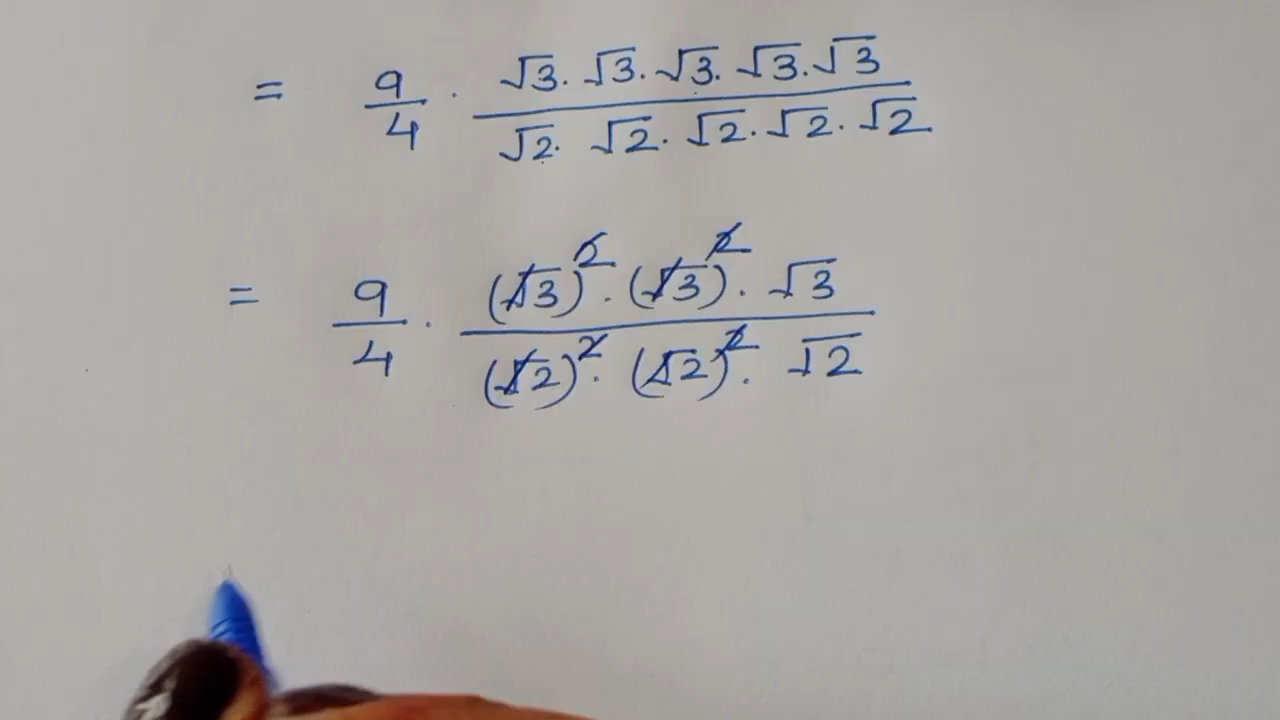 = 9/4 · (√3 · √3 · √3 · √3 · √3)/(√2 · √2 · √2 · √2 · √2)
= 9/4 · ((√3)² · (√3)² · √3)/((√2)² · (√2)² · √2)